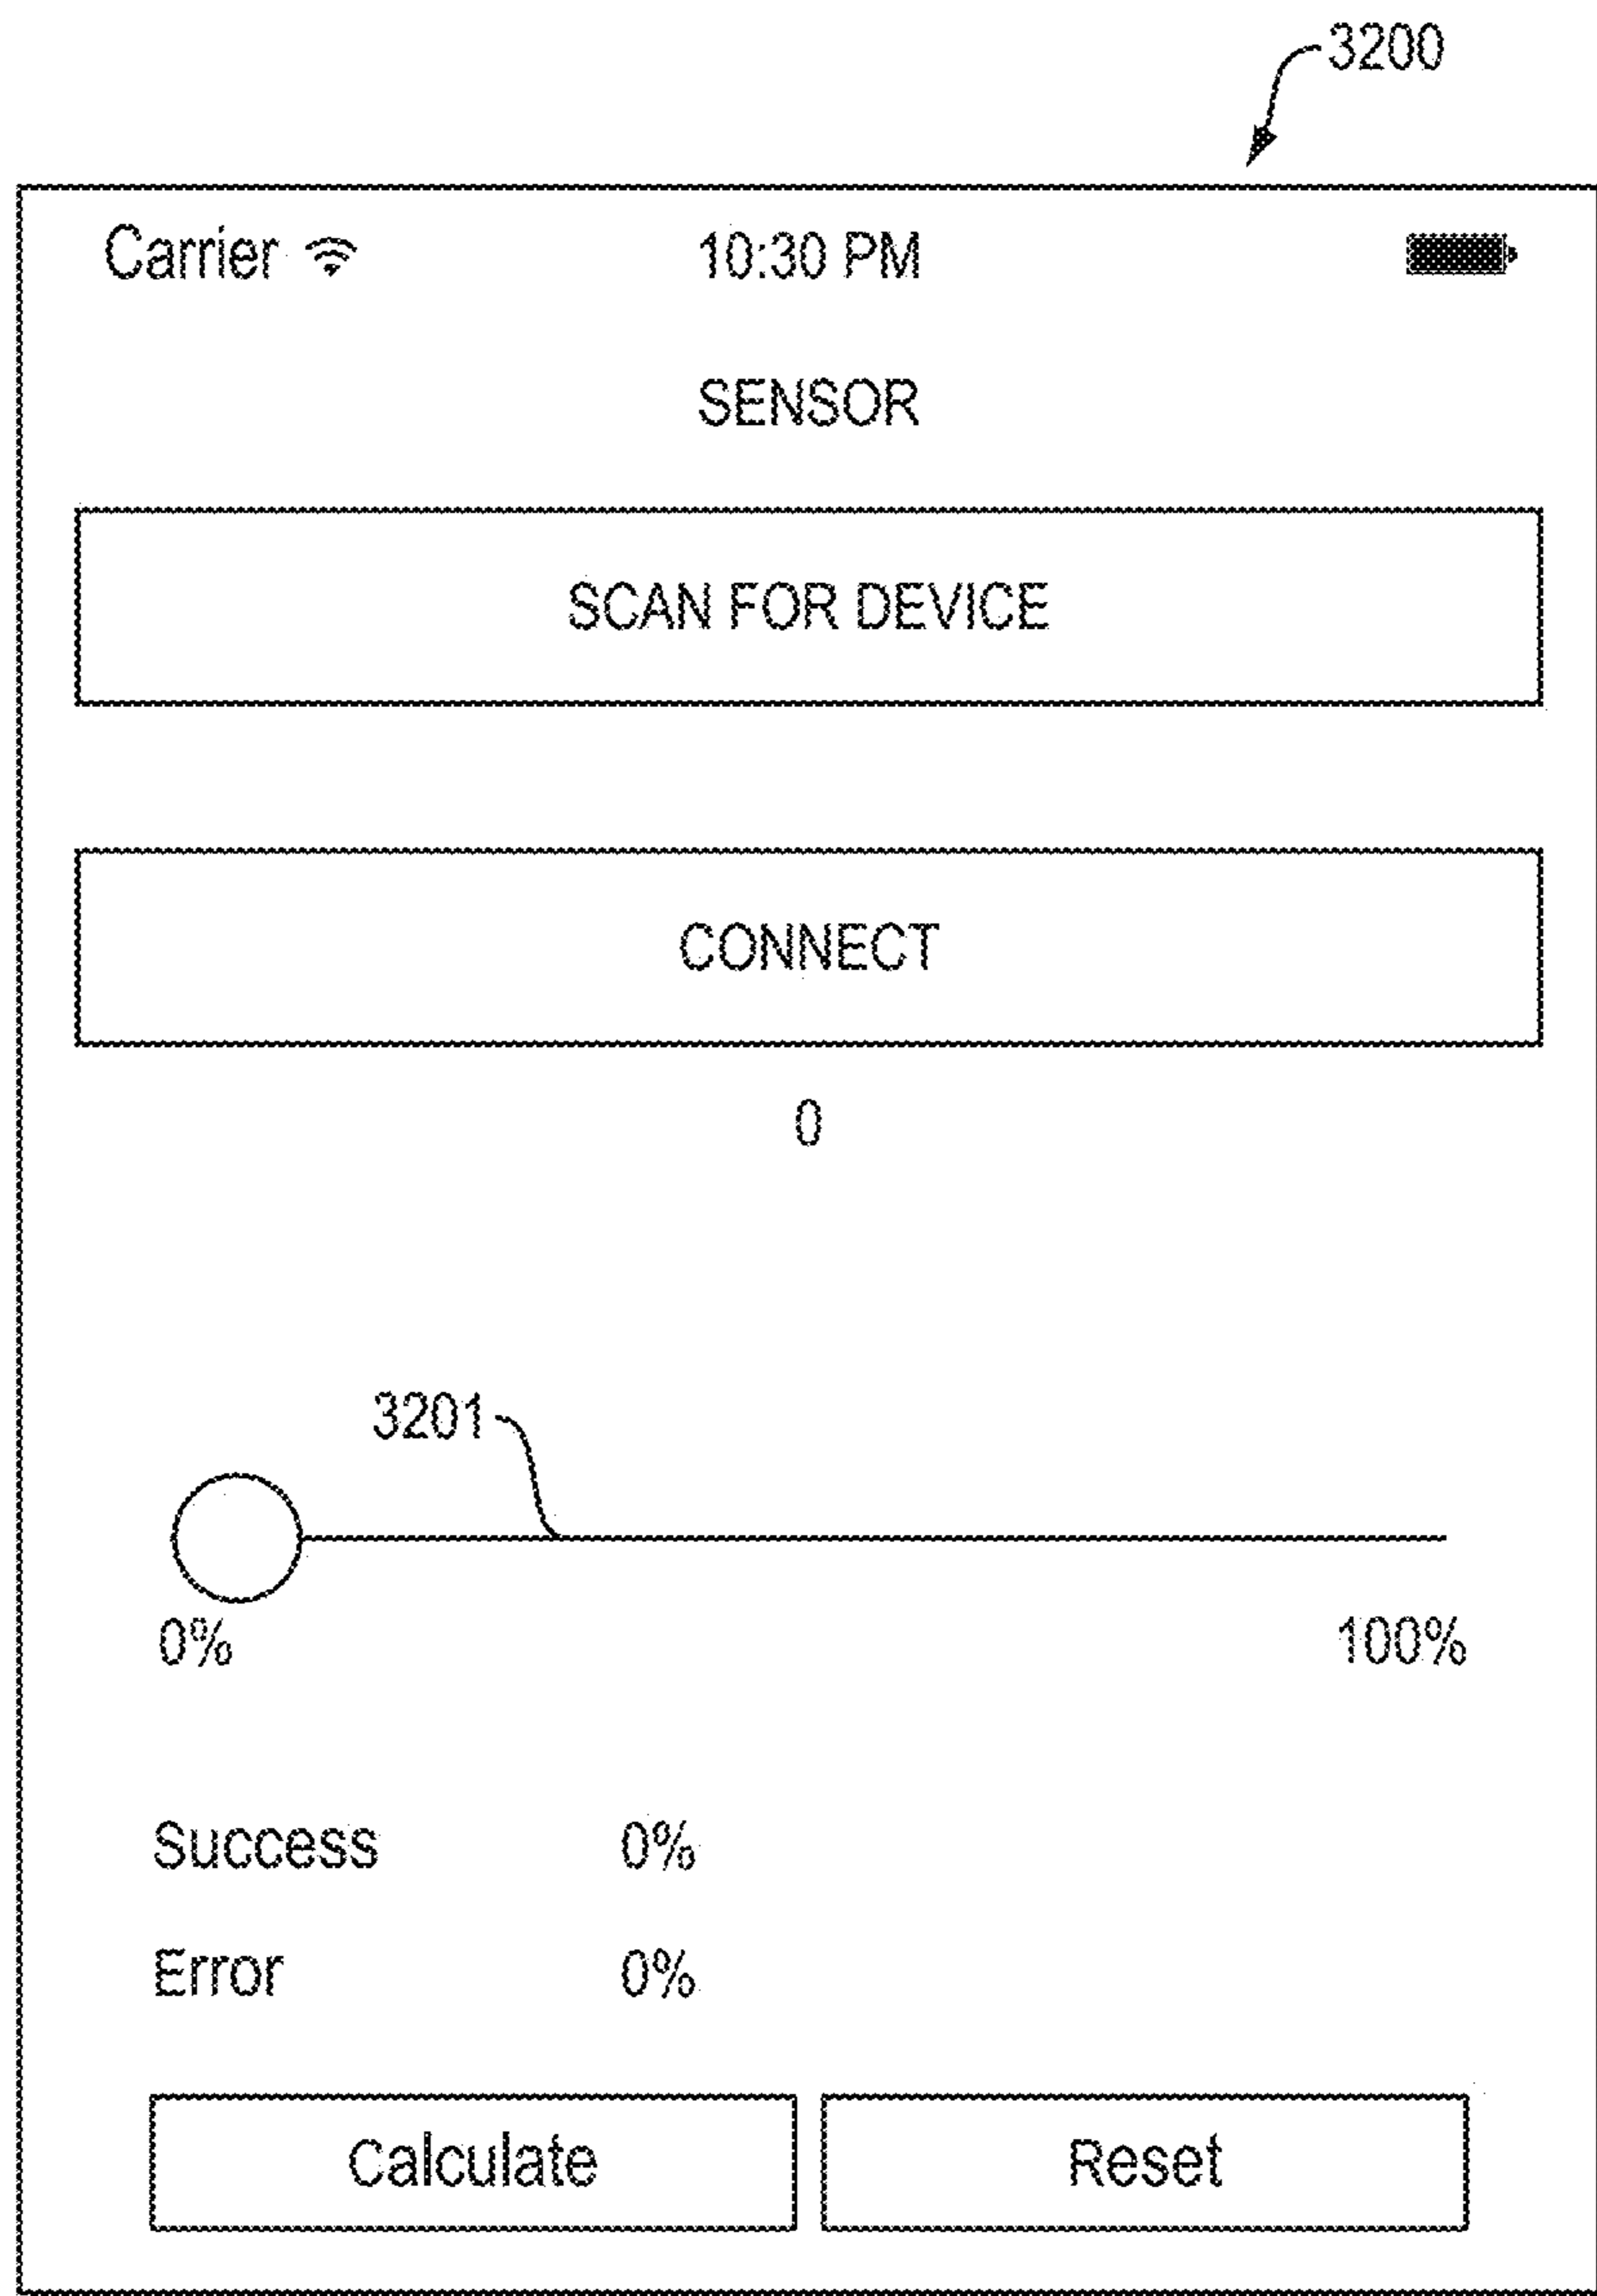 3200
Carrier 10:30 PM
SENSOR
SCAN FOR DEVICE
CONNECT
0
3201
0% 100%
Success 0%
Error 0%
Calculate Reset